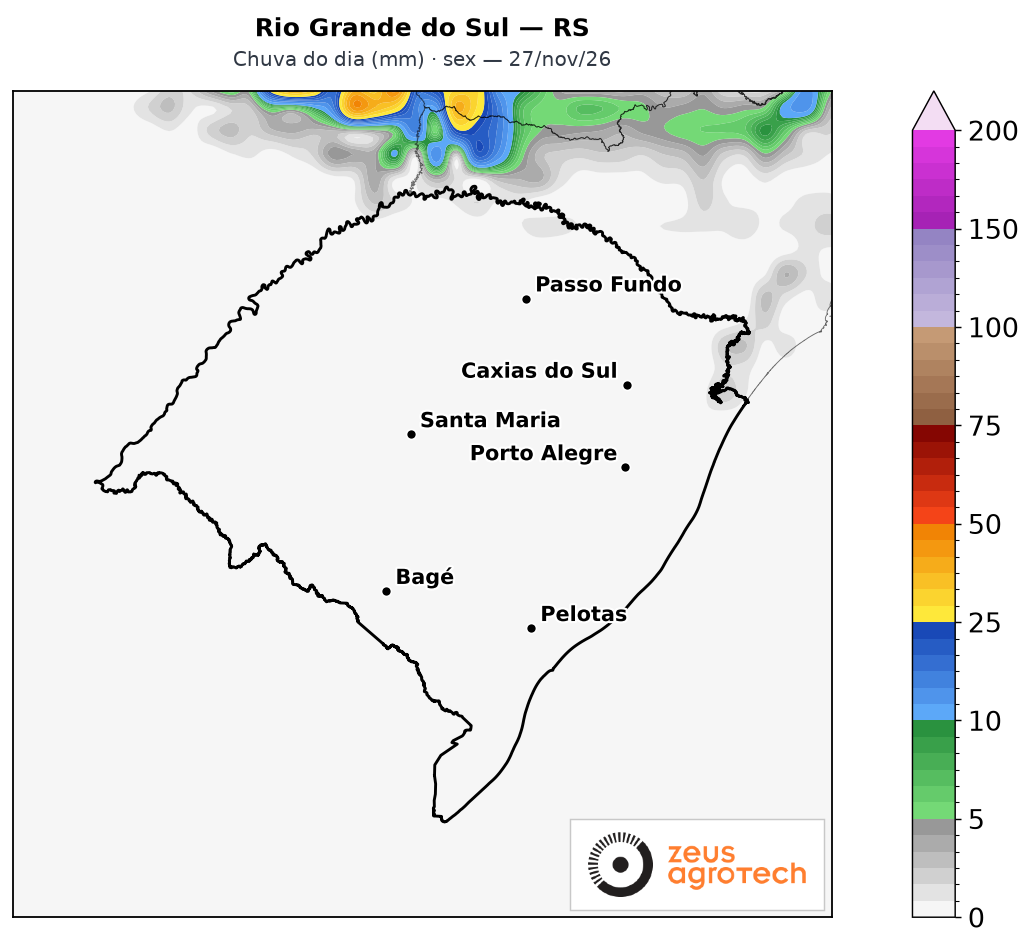 Rio Grande do Sul — RS
Chuva do dia (mm) · sex — 27/nov/26
Passo Fundo
Caxias do Sul
Santa Maria
Porto Alegre
Bagé
Pelotas
200
150
100
75
50
25
10
5
0
zeus
agrotech